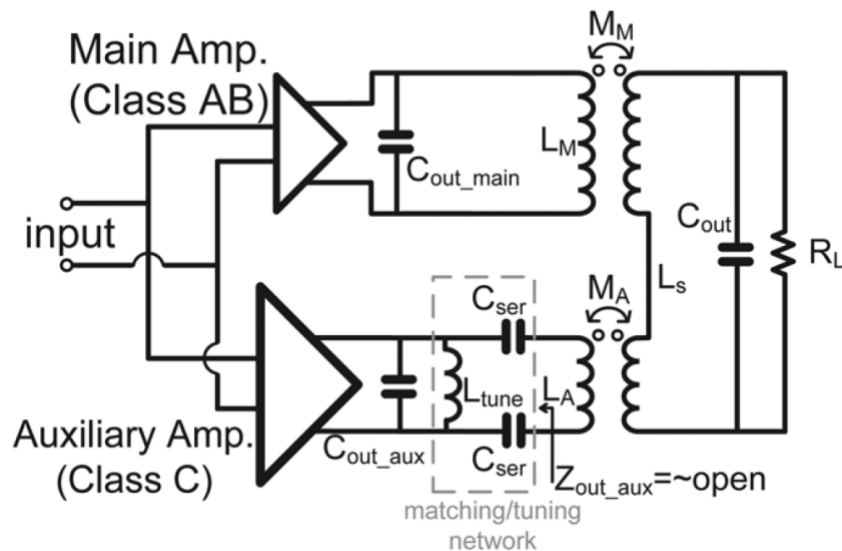 Main Amp.
(Class AB)
input
C_out_main
L_M
M_M
C_out
R_L
L_s
M_A
C_ser
L_tune
L_A
C_out_aux
C_ser
Auxiliary Amp.
(Class C)
Z_out_aux=~open
matching/tuning
network